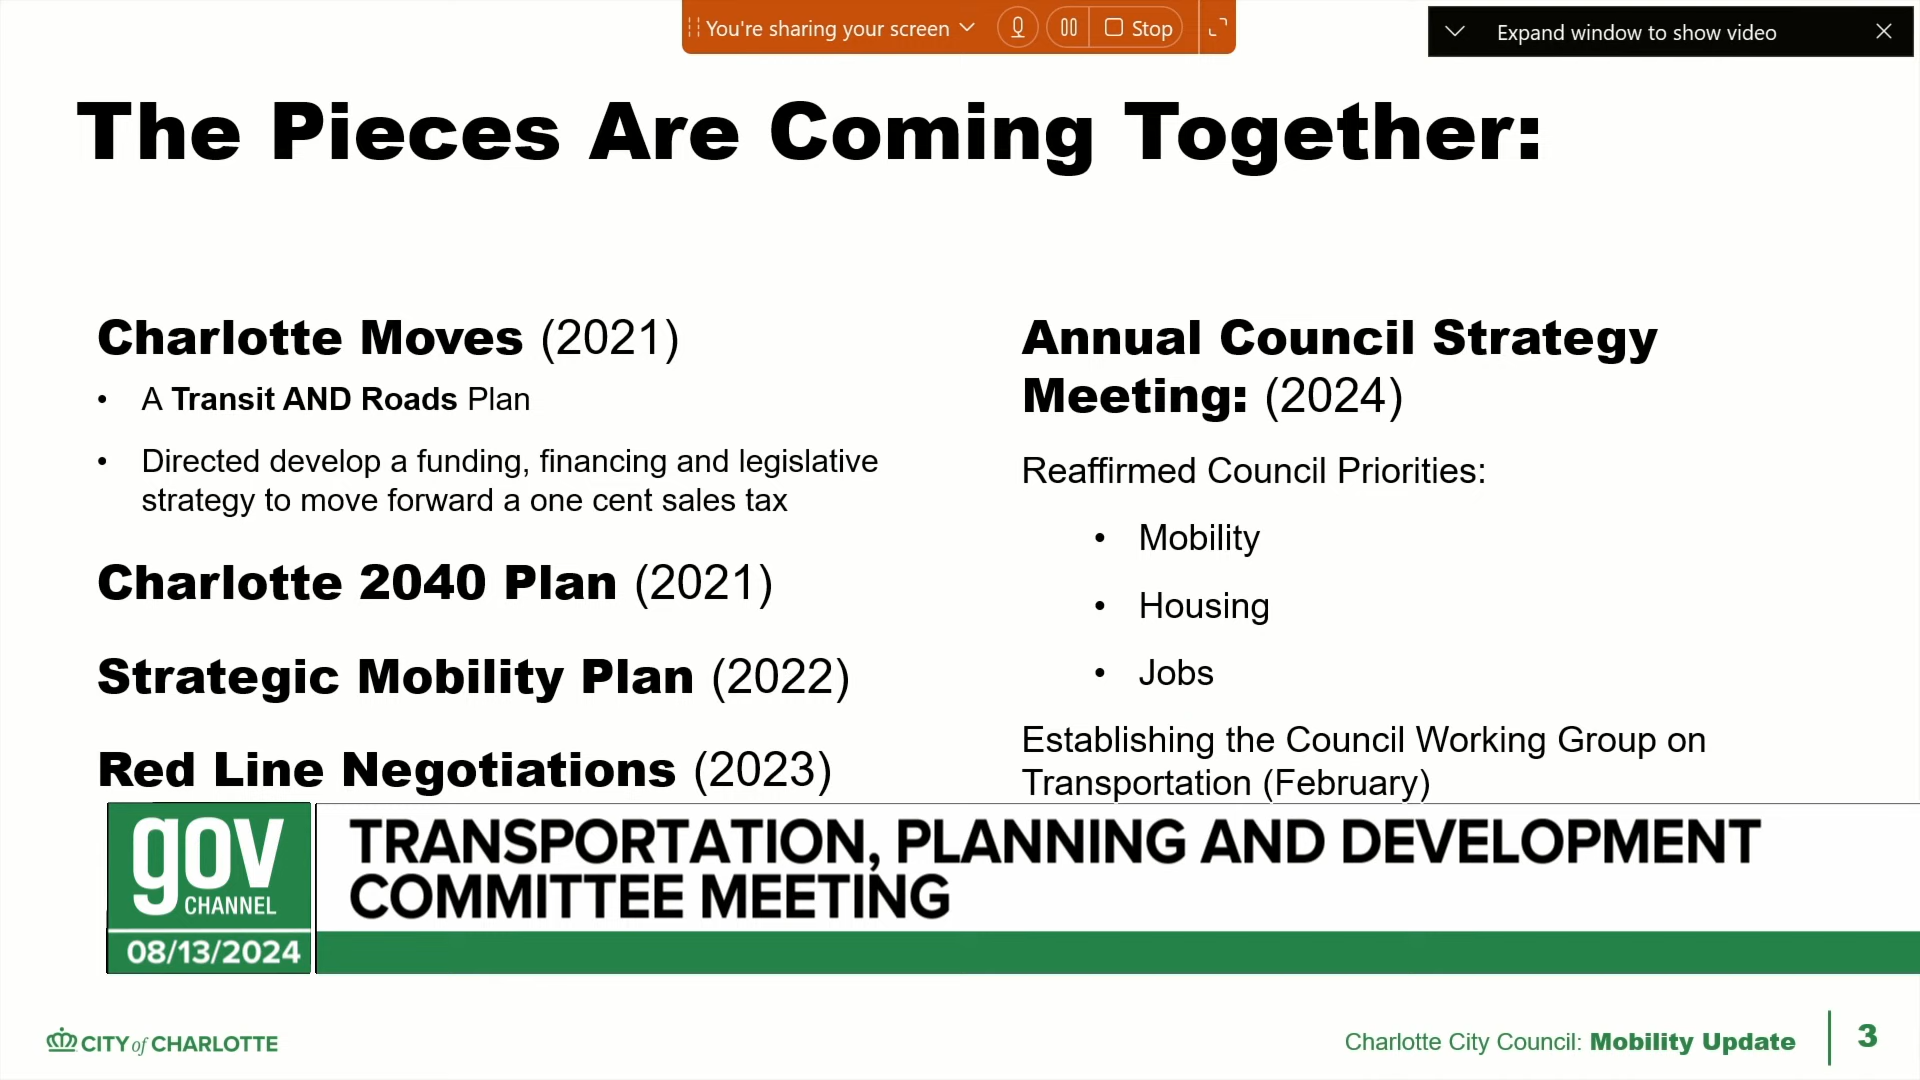 You're sharing your screen
Stop
Expand window to show video
The Pieces Are Coming Together:
Charlotte Moves (2021)
• A Transit AND Roads Plan
• Directed develop a funding, financing and legislative
strategy to move forward a one cent sales tax
Charlotte 2040 Plan (2021)
Strategic Mobility Plan (2022)
Red Line Negotiations (2023)
Annual Council Strategy
Meeting: (2024)
Reaffirmed Council Priorities:
• Mobility
• Housing
• Jobs
Establishing the Council Working Group on
Transportation (February)
gov
CHANNEL
08/13/2024
TRANSPORTATION, PLANNING AND DEVELOPMENT
COMMITTEE MEETING
CITY of CHARLOTTE
Charlotte City Council: Mobility Update
3